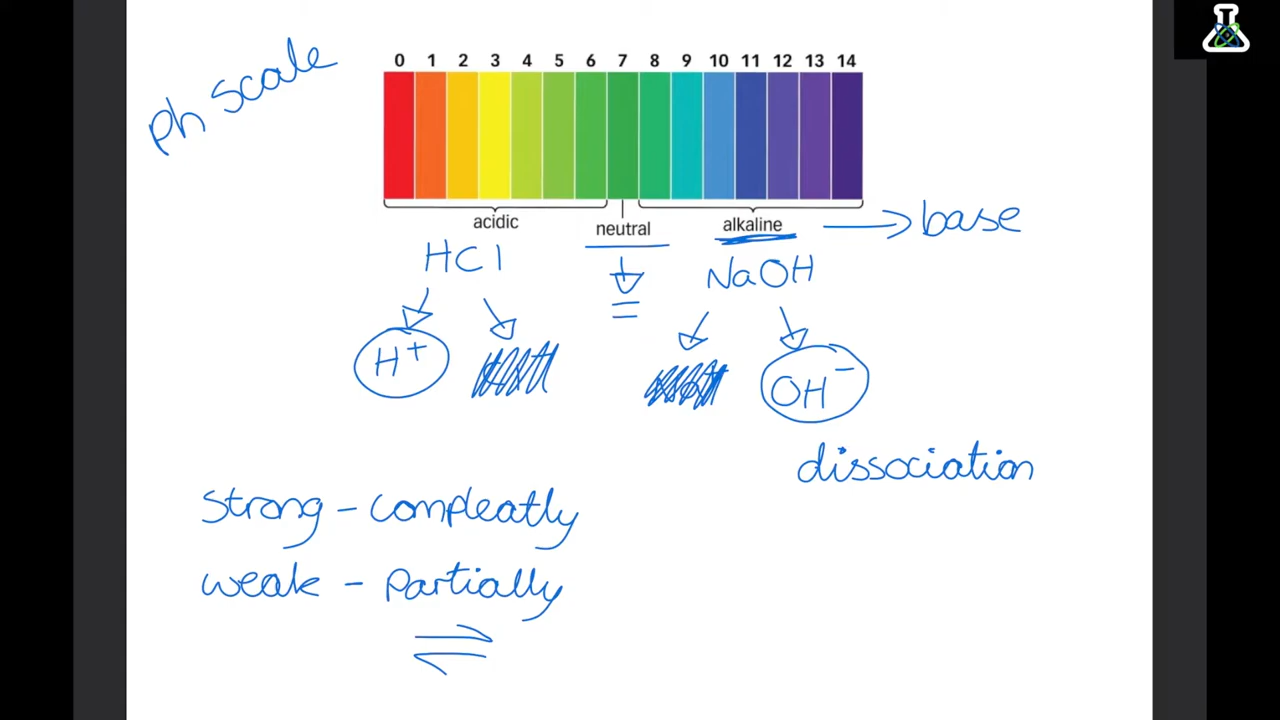 ph scale
0 1 2 3 4 5 6 7 8 9 10 11 12 13 14
acidic neutral alkaline → base
HCl = NaOH
H+ OH−
dissociation
strong - compleatly
weak - partially
⇌